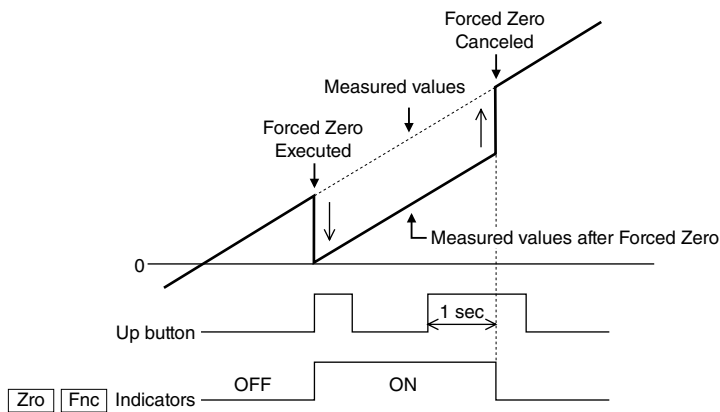 Forced Zero
Canceled
Measured values
Forced Zero
Executed
Measured values after Forced Zero
0
1 sec
Up button
OFF
ON
Zro Fnc Indicators